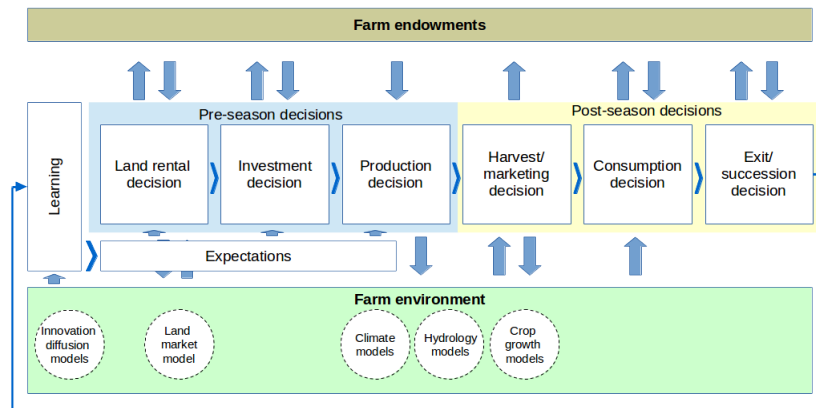 Farm endowments
Pre-season decisions
Post-season decisions
Learning
Land rental
decision
Investment
decision
Production
decision
Harvest/
marketing
decision
Consumption
decision
Exit/
succession
decision
Expectations
Farm environment
Innovation
diffusion
models
Land
market
model
Climate
models
Hydrology
models
Crop
growth
models